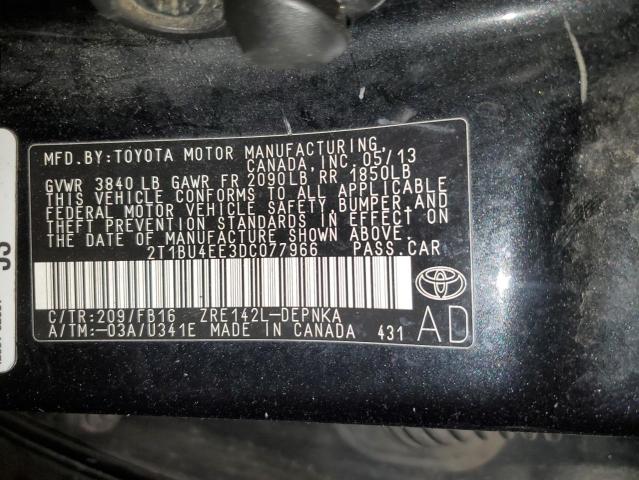 MFD.BY:TOYOTA MOTOR MANUFACTURING,
CANADA, INC. 05/13
GVWR 3840 LB GAWR FR 2090LB RR 1850LB
THIS VEHICLE CONFORMS TO ALL APPLICABLE
FEDERAL MOTOR VEHICLE SAFETY, BUMPER, AND
THEFT PREVENTION STANDARDS IN EFFECT ON
THE DATE OF MANUFACTURE SHOWN ABOVE.
2T1BU4EE3DC077966 PASS.CAR
C/TR:209/FB16 ZRE142L-DEPNKA
A/TM:-03A/U341E MADE IN CANADA 431
TOYOTA
AD